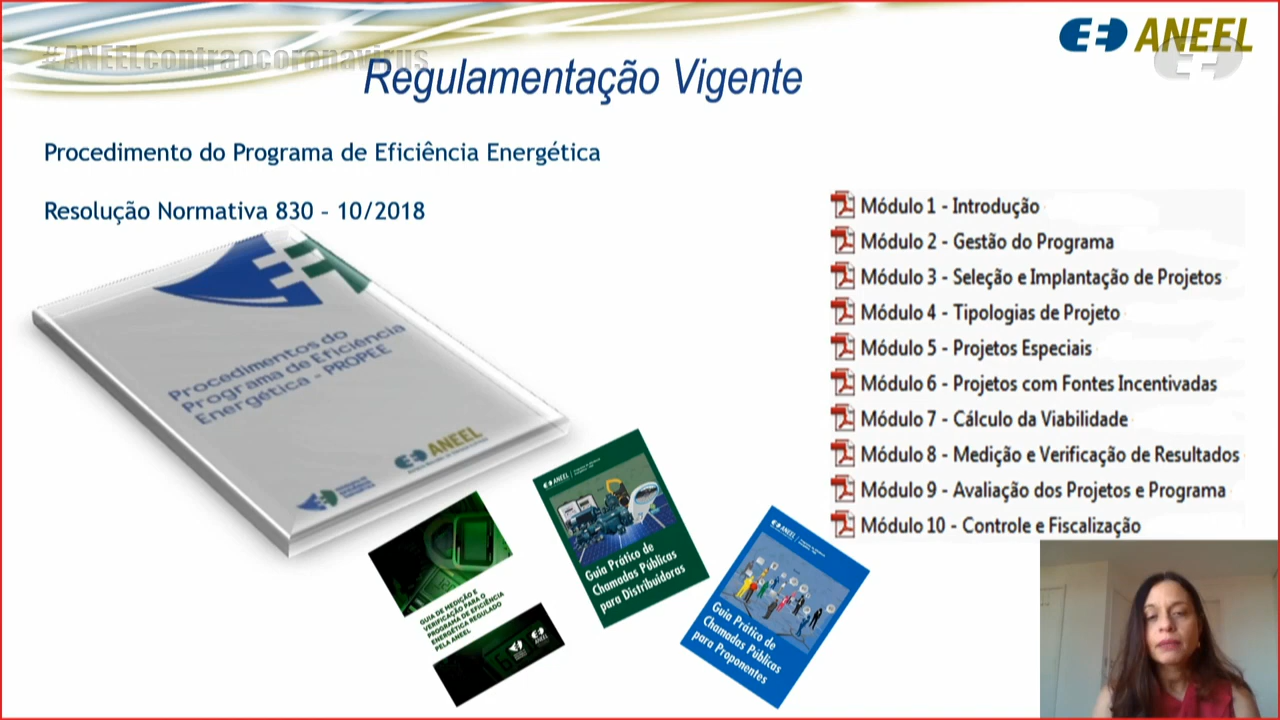 #ANEELcontraocoronavirus
ANEEL
Regulamentação Vigente
Procedimento do Programa de Eficiência Energética
Resolução Normativa 830 – 10/2018
Procedimentos do
Programa de Eficiência
Energética - PROPEE
ANEEL
Módulo 1 - Introdução
Módulo 2 - Gestão do Programa
Módulo 3 - Seleção e Implantação de Projetos
Módulo 4 - Tipologias de Projeto
Módulo 5 - Projetos Especiais
Módulo 6 - Projetos com Fontes Incentivadas
Módulo 7 - Cálculo da Viabilidade
Módulo 8 - Medição e Verificação de Resultados
Módulo 9 - Avaliação dos Projetos e Programa
Módulo 10 - Controle e Fiscalização
GUIA DE MEDIÇÃO E
VERIFICAÇÃO PARA O
PROGRAMA DE EFICIÊNCIA
ENERGÉTICA REGULADO
PELA ANEEL
ANEEL
ANEEL
Guia Prático de
Chamadas Públicas
para Distribuidoras
ANEEL
Guia Prático de
Chamadas Públicas
para Proponentes